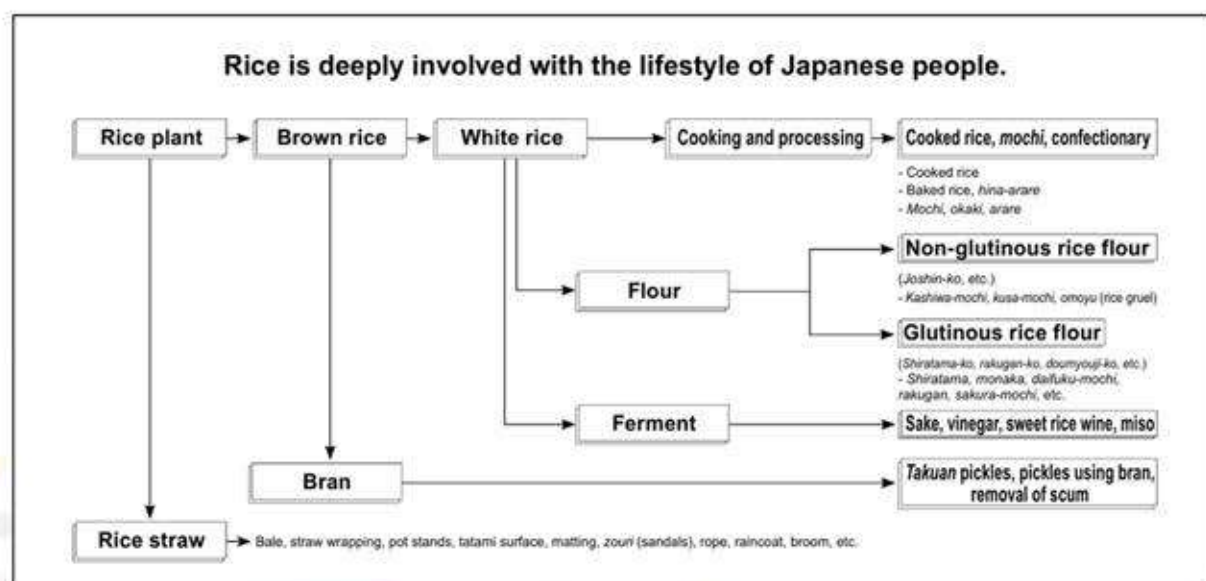 Rice is deeply involved with the lifestyle of Japanese people.
Rice plant
Brown rice
White rice
Cooking and processing
Cooked rice, mochi, confectionary
- Cooked rice
- Baked rice, hina-arare
- Mochi, okaki, arare
Non-glutinous rice flour
(Joshin-ko, etc.)
- Kashiwa-mochi, kusa-mochi, omoyu (rice gruel)
Flour
Glutinous rice flour
(Shiratama-ko, rakugan-ko, doumyouji-ko, etc.)
- Shiratama, monaka, daifuku-mochi,
rakugan, sakura-mochi, etc.
Ferment
Sake, vinegar, sweet rice wine, miso
Bran
Takuan pickles, pickles using bran,
removal of scum
Rice straw
Bale, straw wrapping, pot stands, tatami surface, matting, zouri (sandals), rope, raincoat, broom, etc.